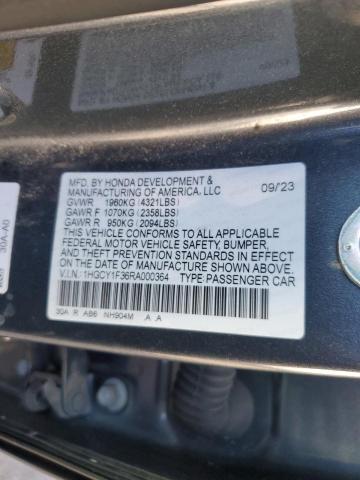 MFD. BY HONDA DEVELOPMENT &
MANUFACTURING OF AMERICA, LLC
09/23
GVWR 1960KG (4321LBS)
GAWR F 1070KG (2358LBS)
GAWR R 950KG (2094LBS)
THIS VEHICLE CONFORMS TO ALL APPLICABLE
FEDERAL MOTOR VEHICLE SAFETY, BUMPER,
AND THEFT PREVENTION STANDARDS IN EFFECT
ON THE DATE OF MANUFACTURE SHOWN ABOVE.
V.I.N.: 1HGCY1F36RA000364 TYPE:PASSENGER CAR
30A R AB6 NH904M A A
30A-A0